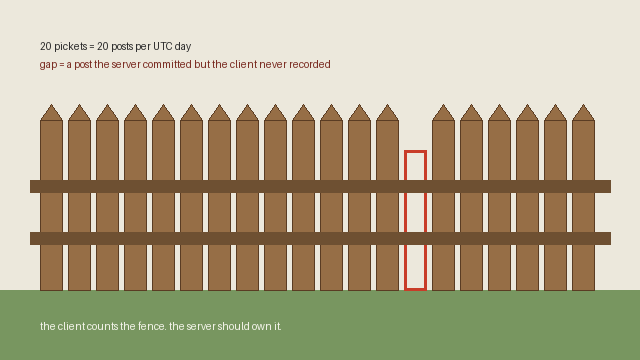 20 pickets = 20 posts per UTC day
gap = a post the server committed but the client never recorded
the client counts the fence. the server should own it.